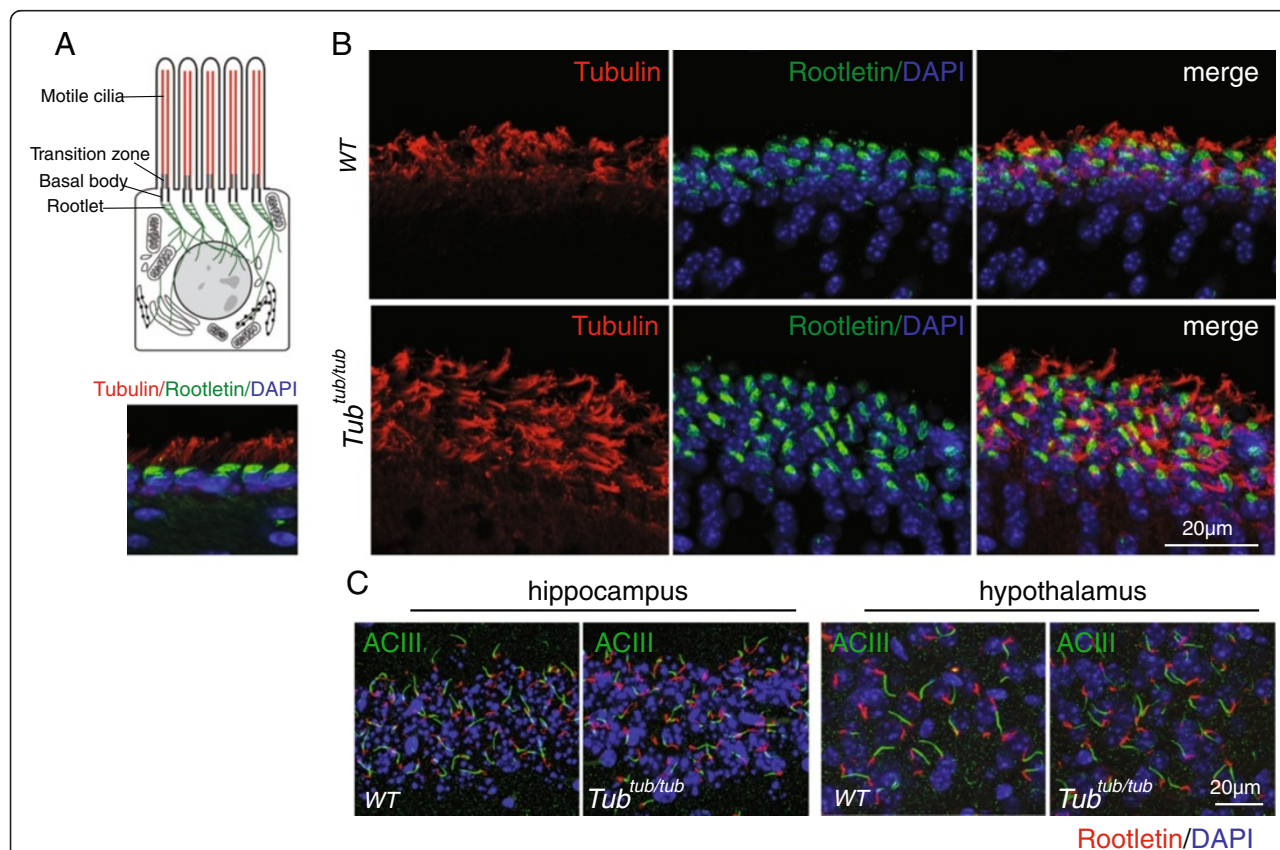 A
Motile cilia
Transition zone
Basal body
Rootlet
Tubulin/Rootletin/DAPI
B
WT
Tubulin
Rootletin/DAPI
merge
Tub^tub/tub
Tubulin
Rootletin/DAPI
merge
20µm
C
hippocampus
hypothalamus
ACIII
ACIII
ACIII
ACIII
WT
Tub^tub/tub
WT
Tub^tub/tub
20µm
Rootletin/DAPI